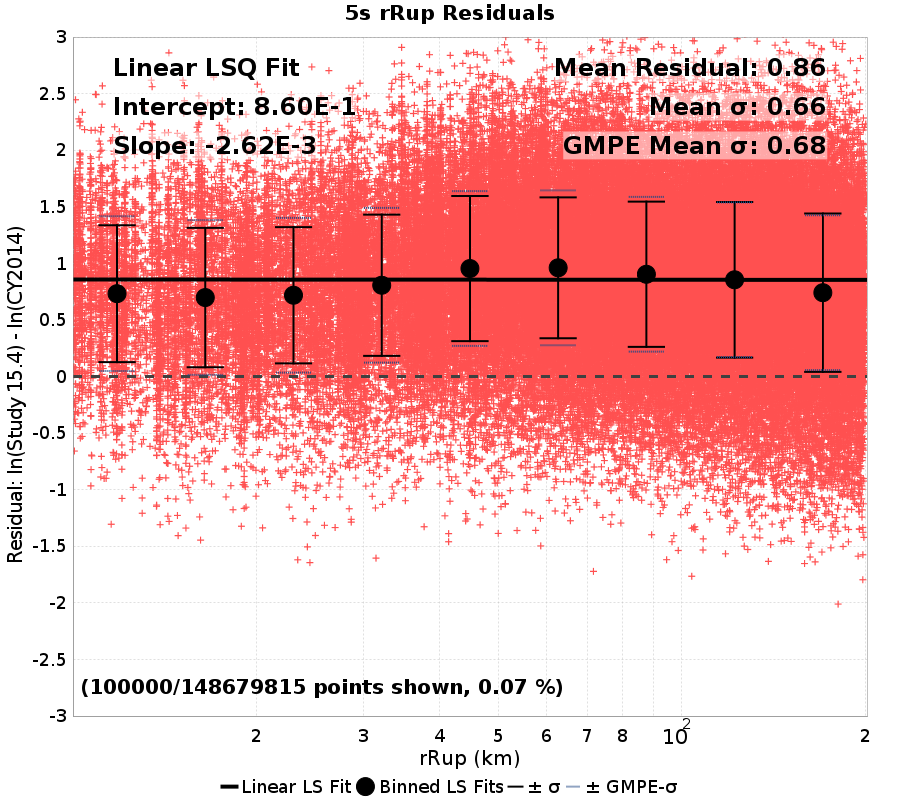 5s rRup Residuals
Linear LSQ Fit
Intercept: 8.60E-1
Slope: -2.62E-3
Mean Residual: 0.86
Mean σ: 0.66
GMPE Mean σ: 0.68
Residual: ln(Study 15.4) - ln(CY2014)
3
2.5
2
1.5
1
0.5
0
-0.5
-1
-1.5
-2
-2.5
-3
(100000/148679815 points shown, 0.07 %)
2 3 4 5 6 7 8 10² 2
rRup (km)
Linear LS Fit Binned LS Fits ± σ ± GMPE-σ